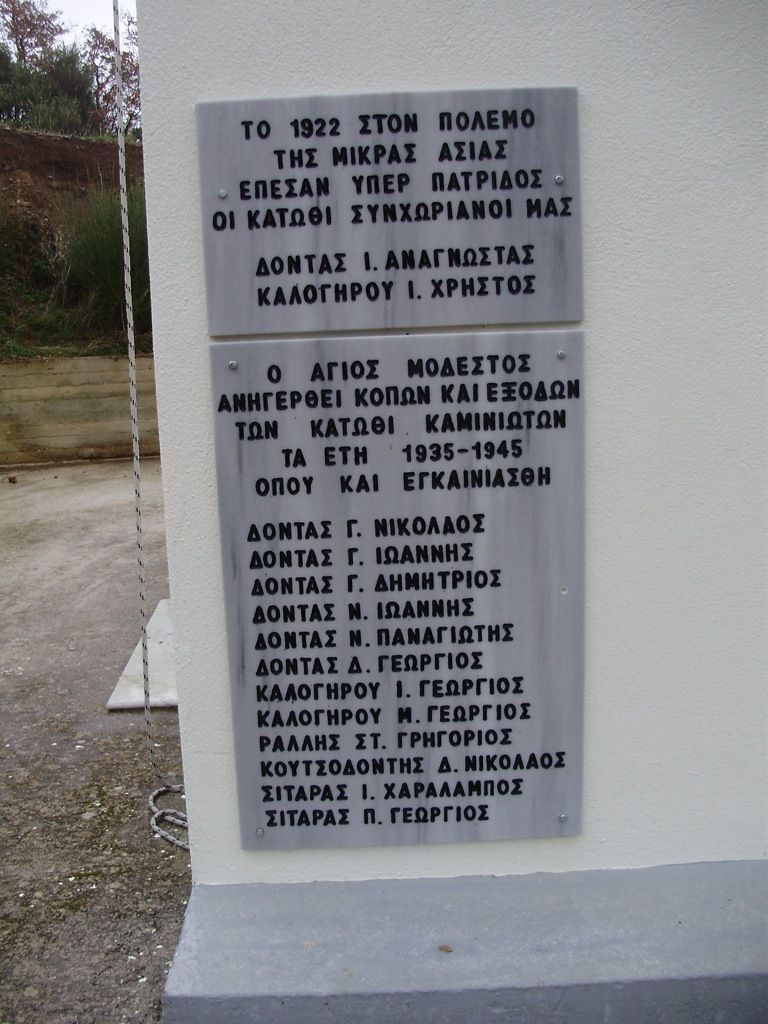 ΤΟ 1922 ΣΤΟΝ ΠΟΛΕΜΟ
ΤΗΣ ΜΙΚΡΑΣ ΑΣΙΑΣ
ΕΠΕΣΑΝ ΥΠΕΡ ΠΑΤΡΙΔΟΣ
ΟΙ ΚΑΤΩΘΙ ΣΥΝΧΩΡΙΑΝΟΙ ΜΑΣ
ΔΟΝΤΑΣ Ι. ΑΝΑΓΝΩΣΤΑΣ
ΚΑΛΟΓΗΡΟΥ Ι. ΧΡΗΣΤΟΣ
Ο ΑΓΙΟΣ ΜΟΔΕΣΤΟΣ
ΑΝΗΓΕΡΘΕΙ ΚΟΠΩΝ ΚΑΙ ΕΞΟΔΩΝ
ΤΩΝ ΚΑΤΩΘΙ ΚΑΜΙΝΙΩΤΩΝ
ΤΑ ΕΤΗ 1935-1945
ΟΠΟΥ ΚΑΙ ΕΓΚΑΙΝΙΑΣΘΗ
ΔΟΝΤΑΣ Γ. ΝΙΚΟΛΑΟΣ
ΔΟΝΤΑΣ Γ. ΙΩΑΝΝΗΣ
ΔΟΝΤΑΣ Γ. ΔΗΜΗΤΡΙΟΣ
ΔΟΝΤΑΣ Ν. ΙΩΑΝΝΗΣ
ΔΟΝΤΑΣ Ν. ΠΑΝΑΓΙΩΤΗΣ
ΔΟΝΤΑΣ Δ. ΓΕΩΡΓΙΟΣ
ΚΑΛΟΓΗΡΟΥ Ι. ΓΕΩΡΓΙΟΣ
ΚΑΛΟΓΗΡΟΥ Μ. ΓΕΩΡΓΙΟΣ
ΡΑΛΛΗΣ ΣΤ. ΓΡΗΓΟΡΙΟΣ
ΚΟΥΤΣΟΔΟΝΤΗΣ Δ. ΝΙΚΟΛΑΟΣ
ΣΙΤΑΡΑΣ Ι. ΧΑΡΑΛΑΜΠΟΣ
ΣΙΤΑΡΑΣ Π. ΓΕΩΡΓΙΟΣ